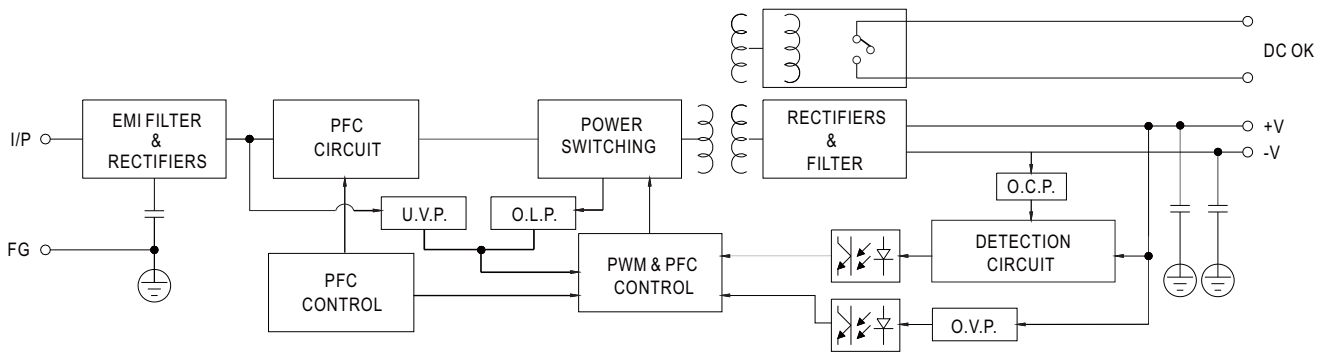 DC OK
I/P
EMI FILTER
&
RECTIFIERS
PFC
CIRCUIT
POWER
SWITCHING
RECTIFIERS
&
FILTER
+V
-V
U.V.P.
O.L.P.
O.C.P.
FG
PFC
CONTROL
PWM & PFC
CONTROL
DETECTION
CIRCUIT
O.V.P.